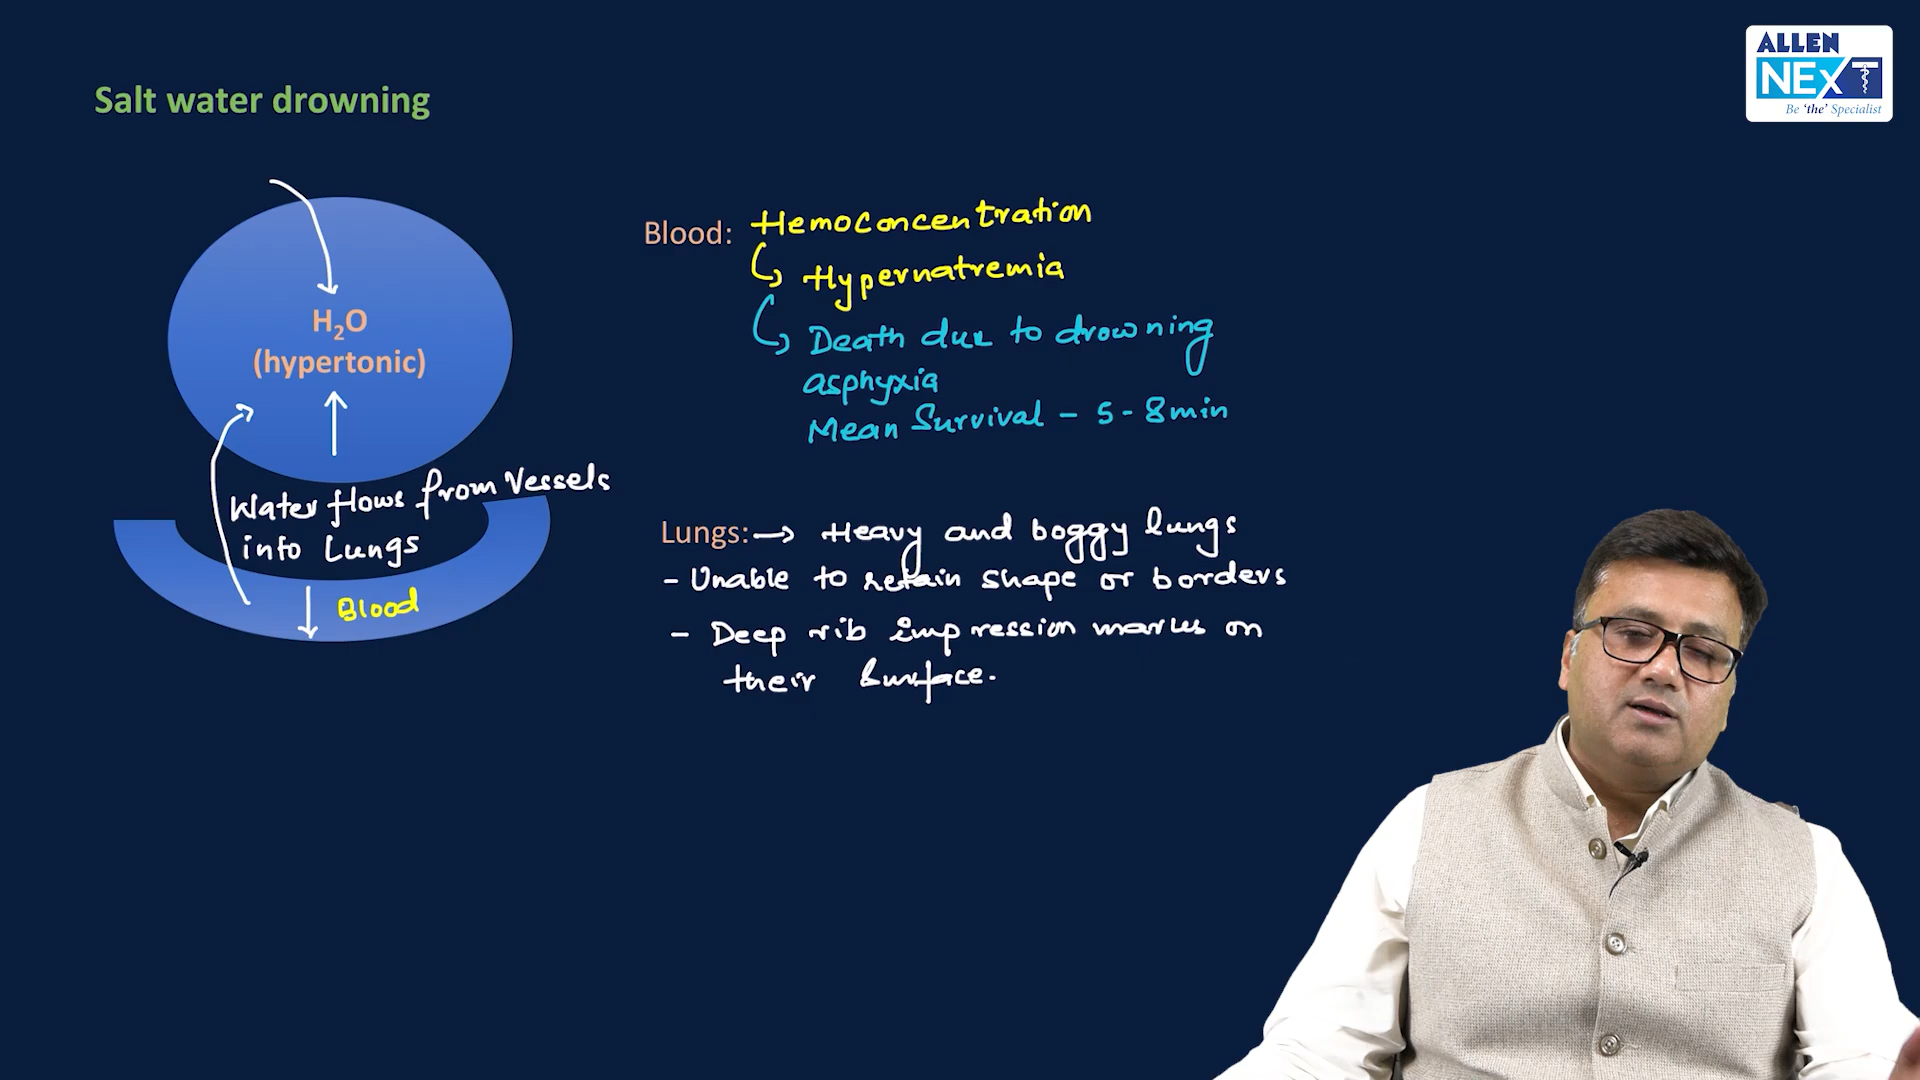 ALLEN
NEXT
Be 'the' Specialist
Salt water drowning
H₂O
(hypertonic)
Water flows from Vessels
into Lungs
Blood
Blood: Hemoconcentration
Hypernatremia
Death due to drowning
asphyxia
Mean Survival - 5-8min
Lungs: → Heavy and boggy lungs
- Unable to retain shape or borders
- Deep rib impression marks on
their surface.